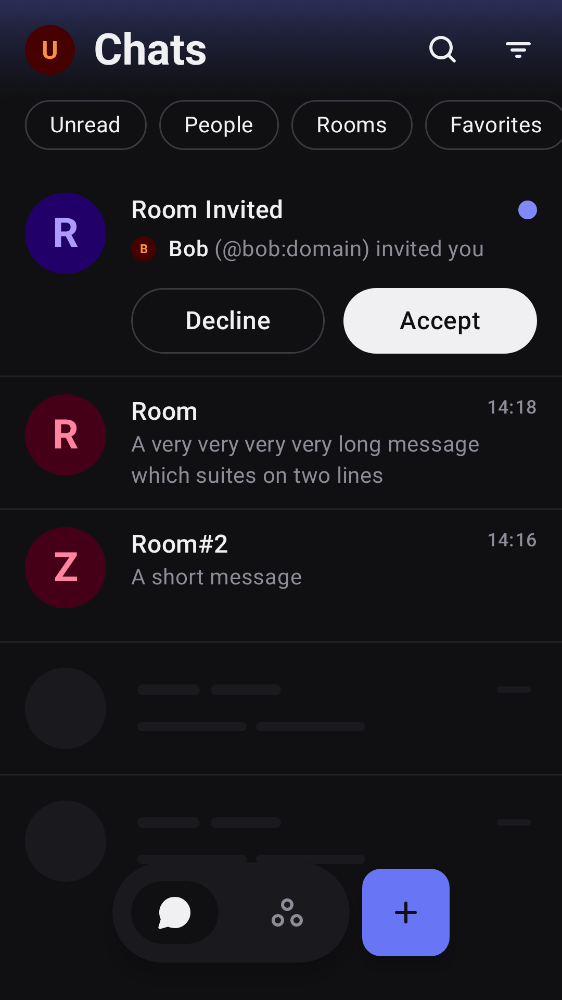 U Chats
Unread People Rooms Favorites
R
Room Invited
B Bob (@bob:domain) invited you
Decline Accept
R
Room 14:18
A very very very very long message
which suites on two lines
Z
Room#2 14:16
A short message